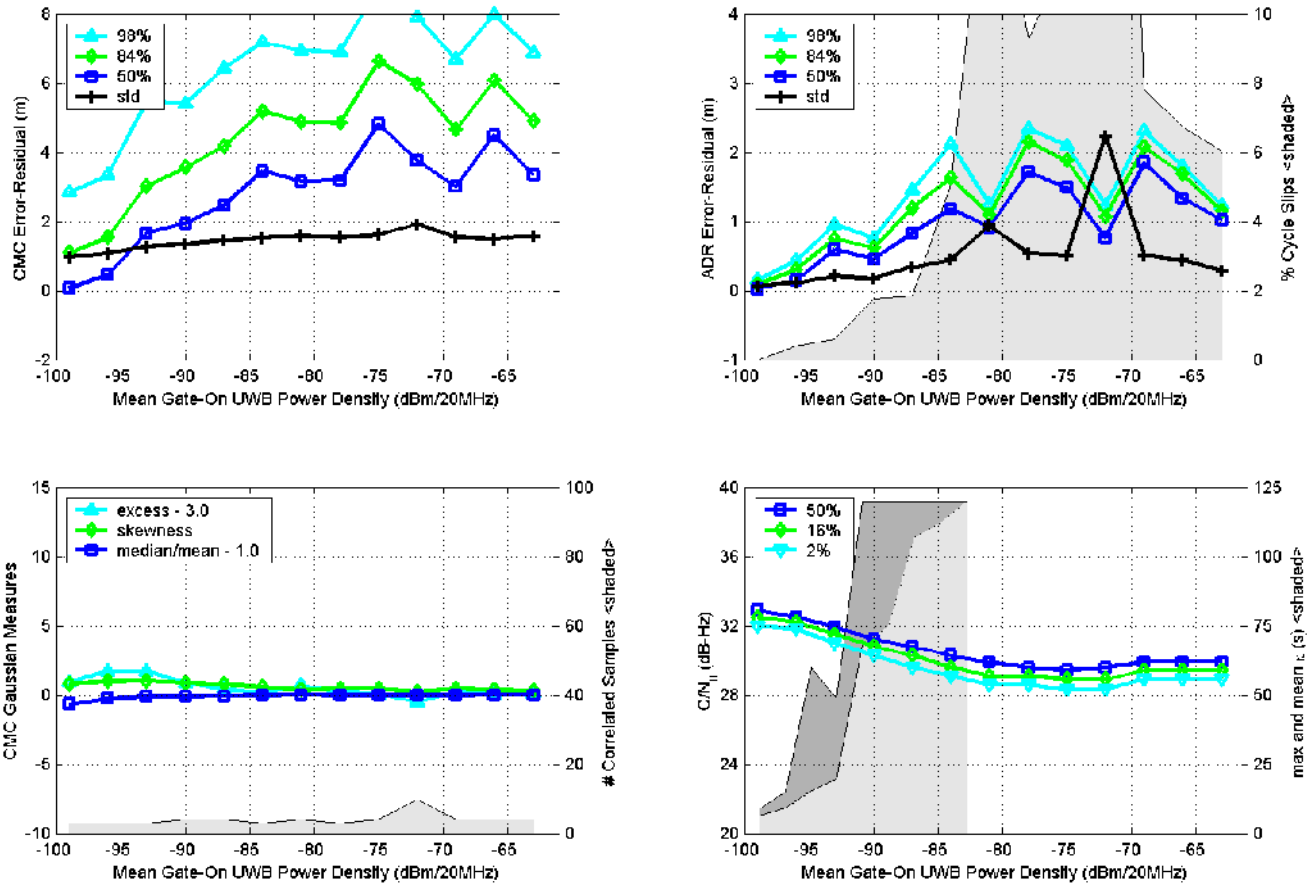 CMC Error-Residual (m)
8
6
4
2
0
-2
98%
84%
50%
std
-100 -95 -90 -85 -80 -75 -70 -65
Mean Gate-On UWB Power Density (dBm/20MHz)
ADR Error-Residual (m)
4
3
2
1
0
-1
98%
84%
50%
std
10
8
6
4
2
0
% Cycle Slips <shaded>
-100 -95 -90 -85 -80 -75 -70 -65
Mean Gate-On UWB Power Density (dBm/20MHz)
CMC Gaussian Measures
15
10
5
0
-5
-10
excess - 3.0
skewness
median/mean - 1.0
100
80
60
40
20
0
# Correlated Samples <shaded>
-100 -95 -90 -85 -80 -75 -70 -65
Mean Gate-On UWB Power Density (dBm/20MHz)
(dB-Hz)
40
36
32
28
24
20
50%
16%
2%
125
100
75
50
25
0
max and mean (s) <shaded>
-100 -95 -90 -85 -80 -75 -70 -65
Mean Gate-On UWB Power Density (dBm/20MHz)